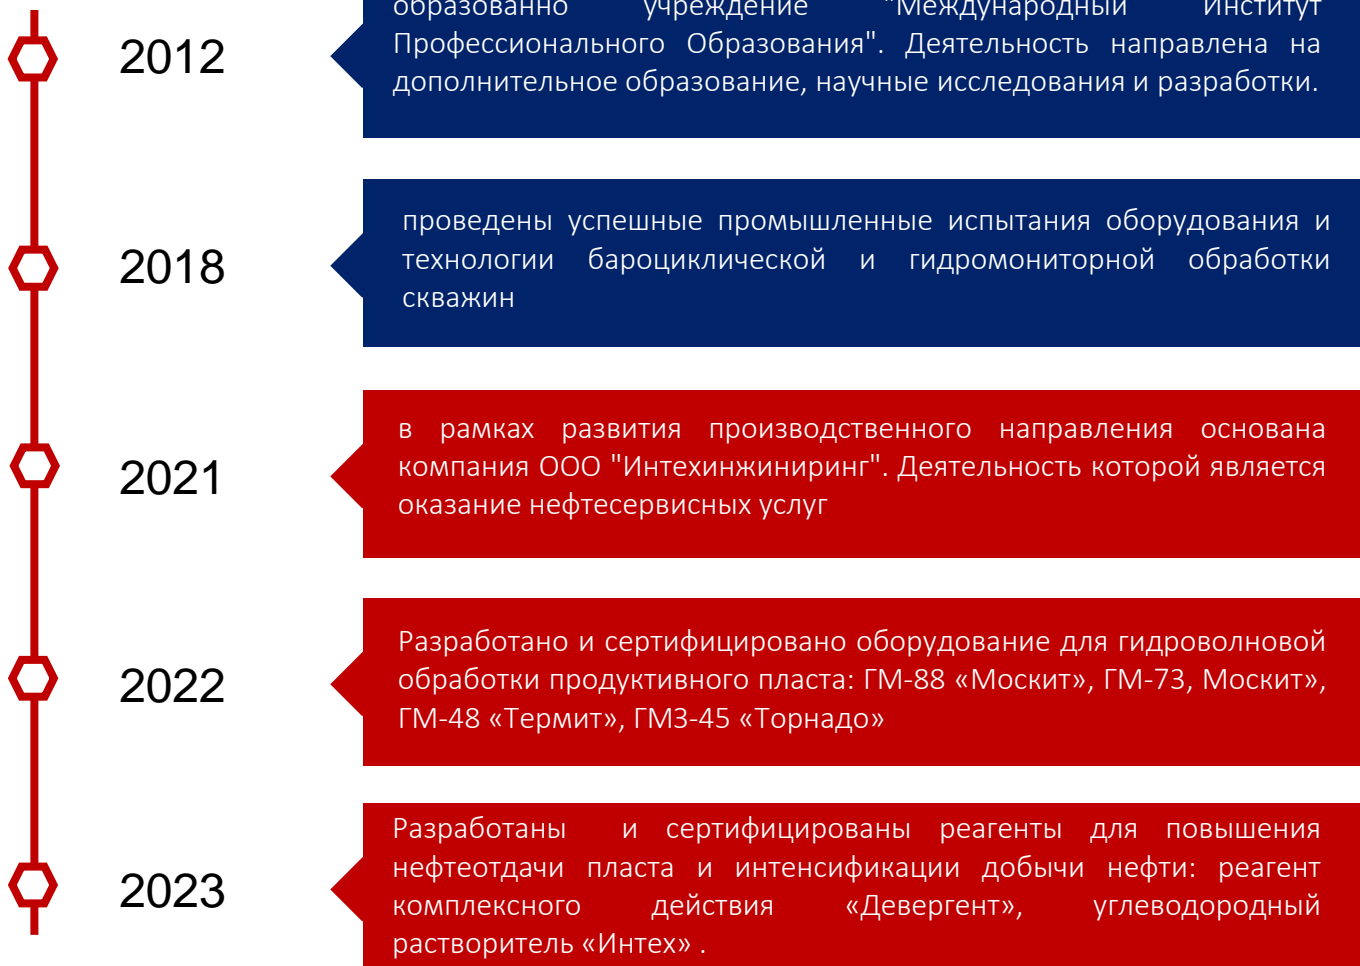 2012
образованно учреждение "Международный Институт
Профессионального Образования". Деятельность направлена на
дополнительное образование, научные исследования и разработки.
2018
проведены успешные промышленные испытания оборудования и
технологии бароциклической и гидромониторной обработки
скважин
2021
в рамках развития производственного направления основана
компания ООО "Интехинжиниринг". Деятельность которой является
оказание нефтесервисных услуг
2022
Разработано и сертифицировано оборудование для гидроволновой
обработки продуктивного пласта: ГМ-88 «Москит», ГМ-73, Москит»,
ГМ-48 «Термит», ГМЗ-45 «Торнадо»
2023
Разработаны и сертифицированы реагенты для повышения
нефтеотдачи пласта и интенсификации добычи нефти: реагент
комплексного действия «Девергент», углеводородный
растворитель «Интех» .